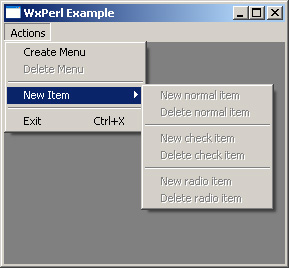 WxPerl Example
Actions
Create Menu
Delete Menu
New Item
Exit Ctrl+X
New normal item
Delete normal item
New check item
Delete check item
New radio item
Delete radio item